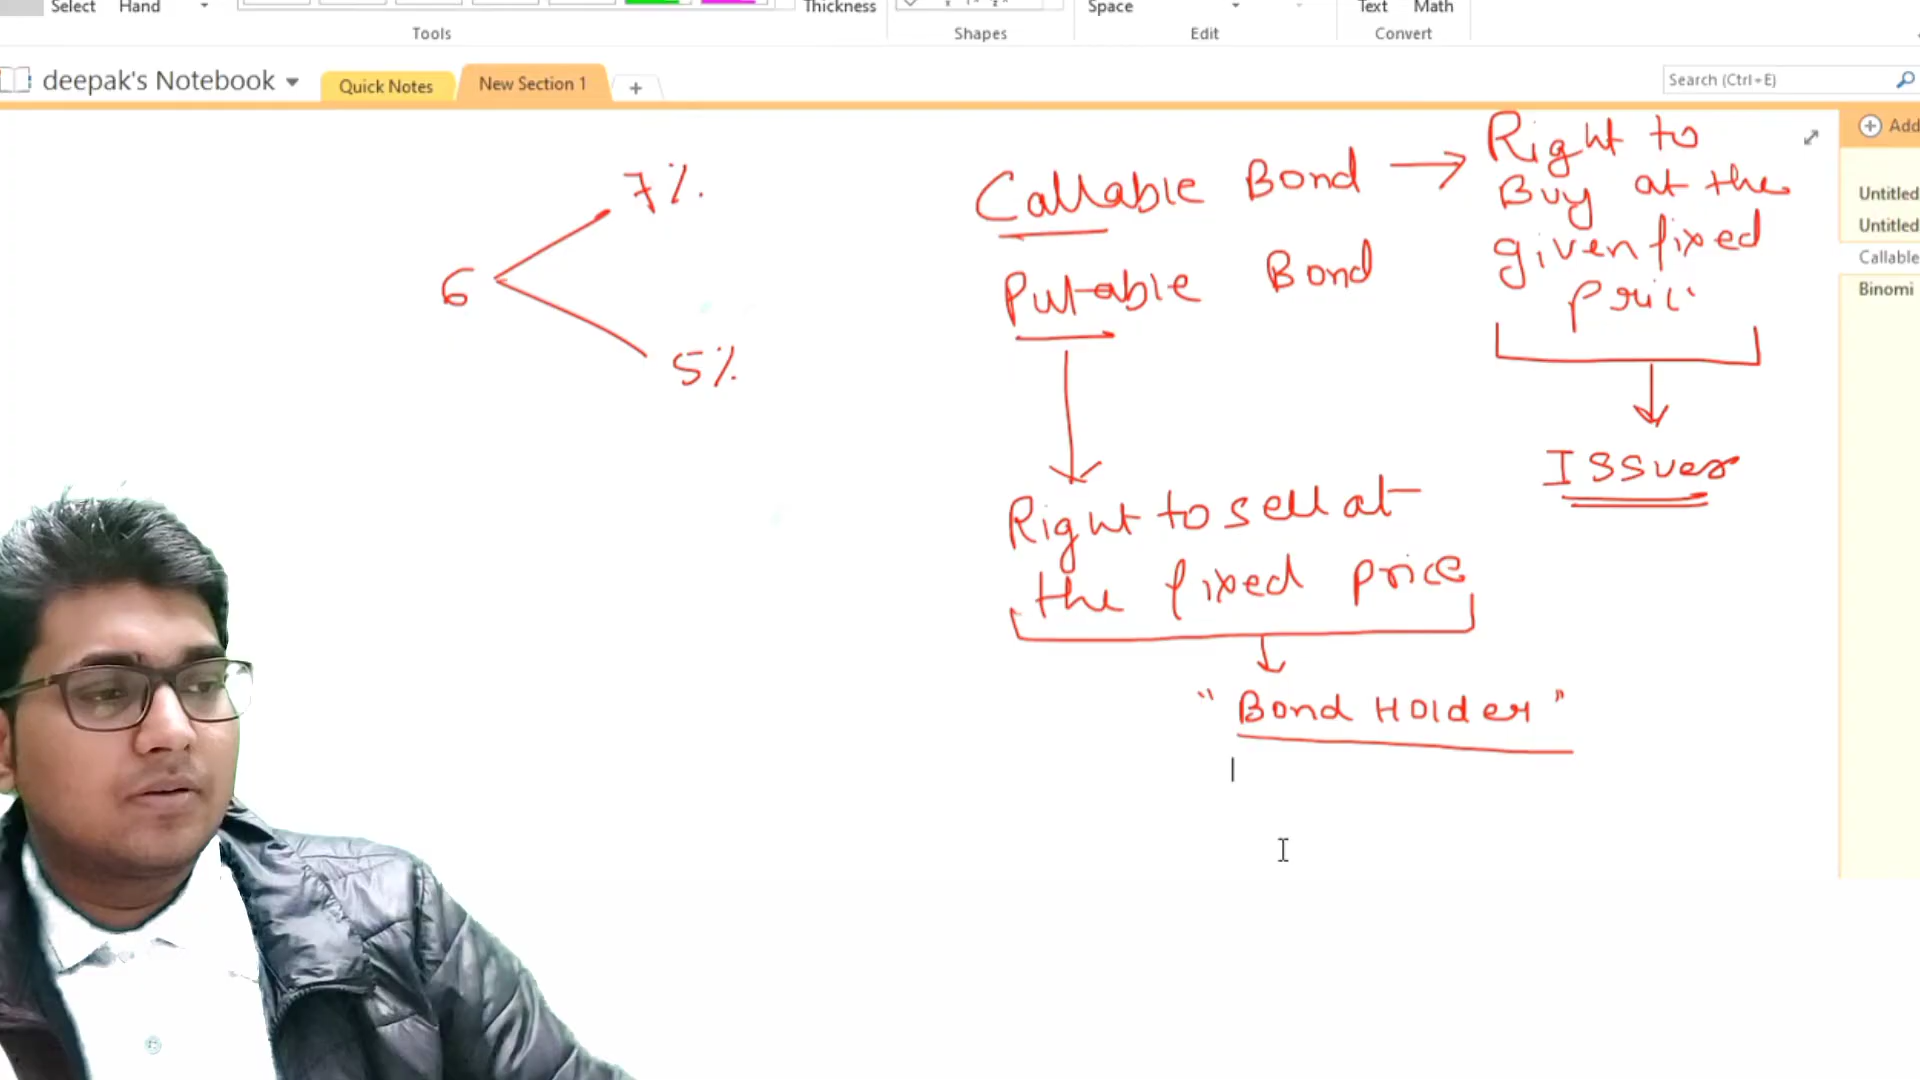 Select Hand Thickness Space Text Math
Tools Shapes Edit Convert
deepak's Notebook Quick Notes New Section 1 + Search (Ctrl+E)
Add
Untitled
Untitled
Callable
Binomi
7%
6
5%
Callable Bond → Right to
Buy at the
given fixed
Pric
Issuer
Putable Bond
Right to sell at
the fixed price
"Bond Holder"